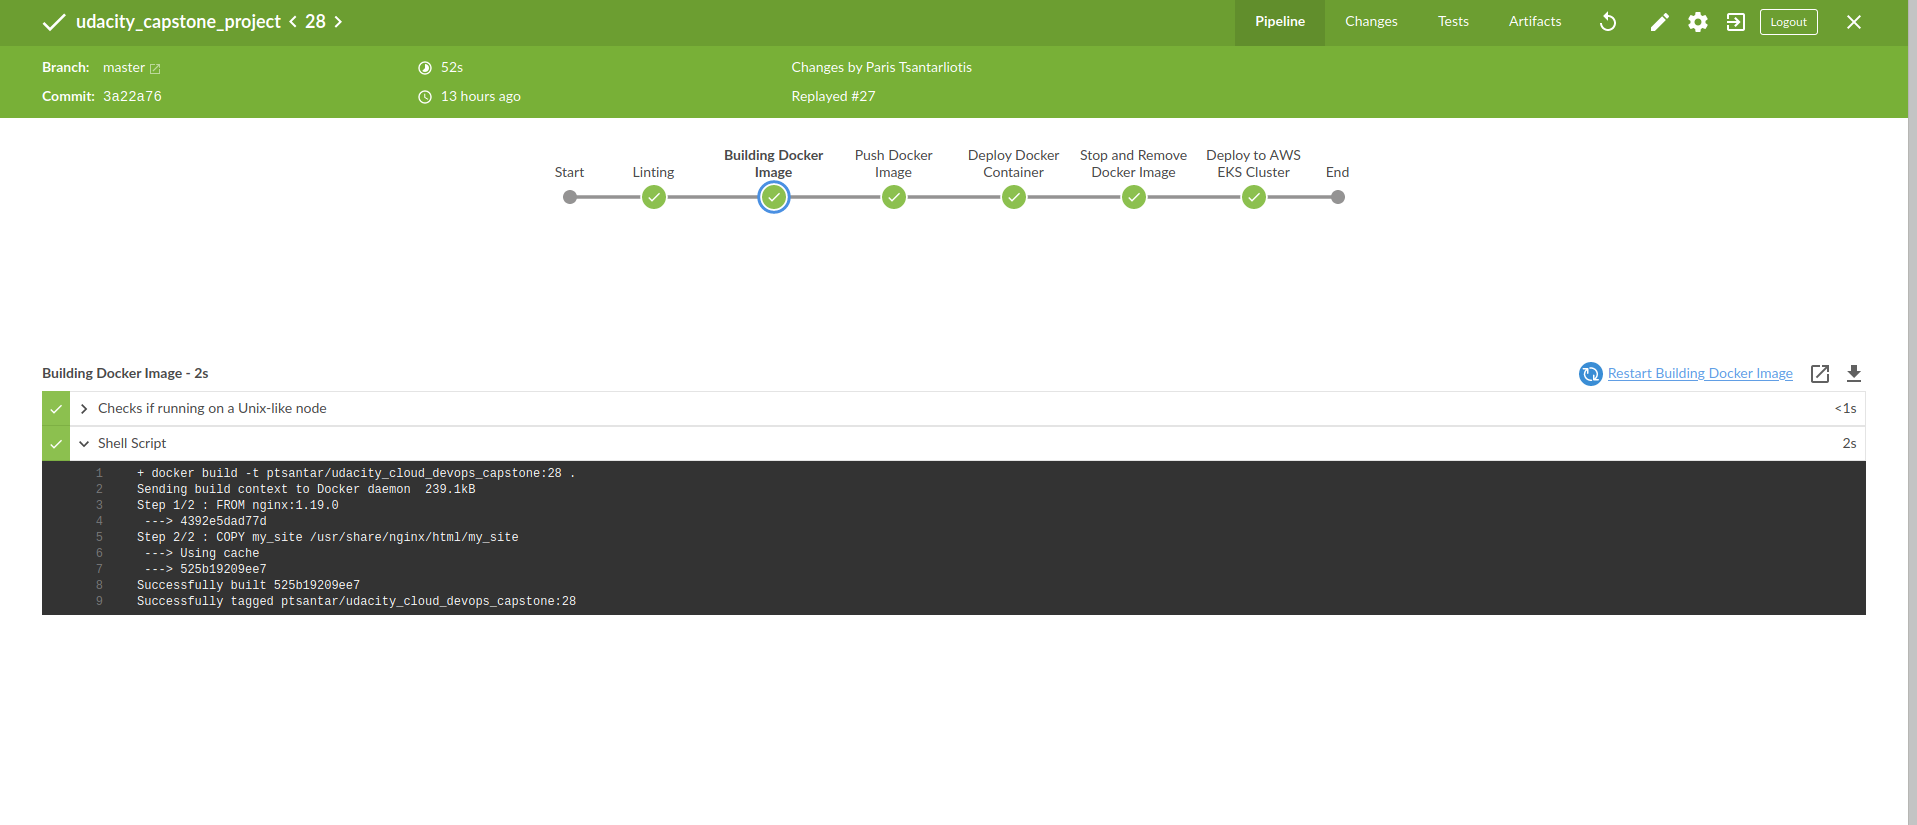 udacity_capstone_project < 28 >
Pipeline
Changes
Tests
Artifacts
Logout
Branch: master
52s
Changes by Paris Tsantarliotis
Commit: 3a22a76
13 hours ago
Replayed #27
Start
Linting
Building Docker
Image
Push Docker
Image
Deploy Docker
Container
Stop and Remove
Docker Image
Deploy to AWS
EKS Cluster
End
Building Docker Image - 2s
Restart Building Docker Image
Checks if running on a Unix-like node
<1s
Shell Script
2s
1 + docker build -t ptsantar/udacity_cloud_devops_capstone:28 .
2 Sending build context to Docker daemon  239.1kB
3 Step 1/2 : FROM nginx:1.19.0
4  ---> 4392e5dad77d
5 Step 2/2 : COPY my_site /usr/share/nginx/html/my_site
6  ---> Using cache
7  ---> 525b19209ee7
8 Successfully built 525b19209ee7
9 Successfully tagged ptsantar/udacity_cloud_devops_capstone:28